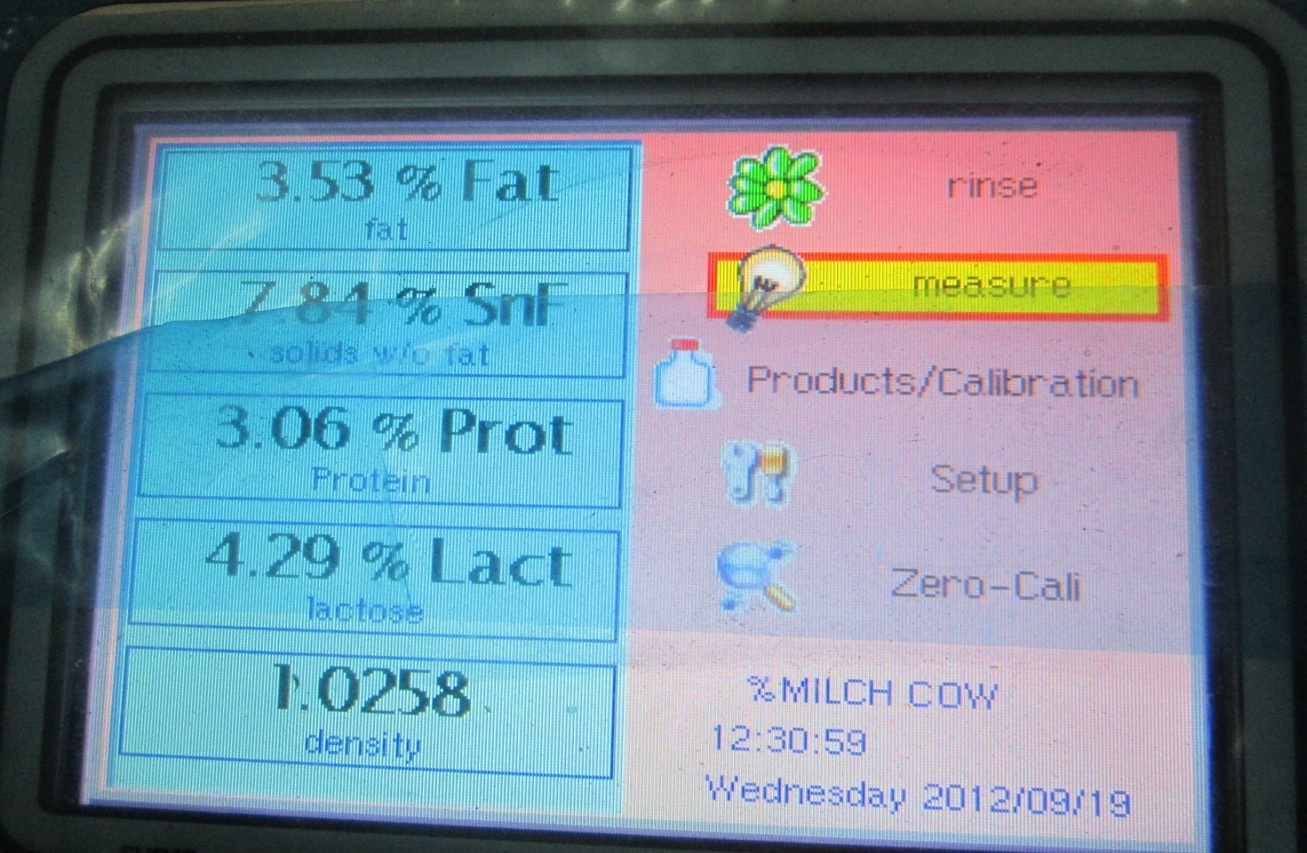 3.53 % Fat
fat
7.84 % SnF
solids w/o fat
3.06 % Prot
Protein
4.29 % Lact
lactose
1.0258
density
rinse
measure
Products/Calibration
Setup
Zero-Cali
%MILCH COW
12:30:59
Wednesday 2012/09/19